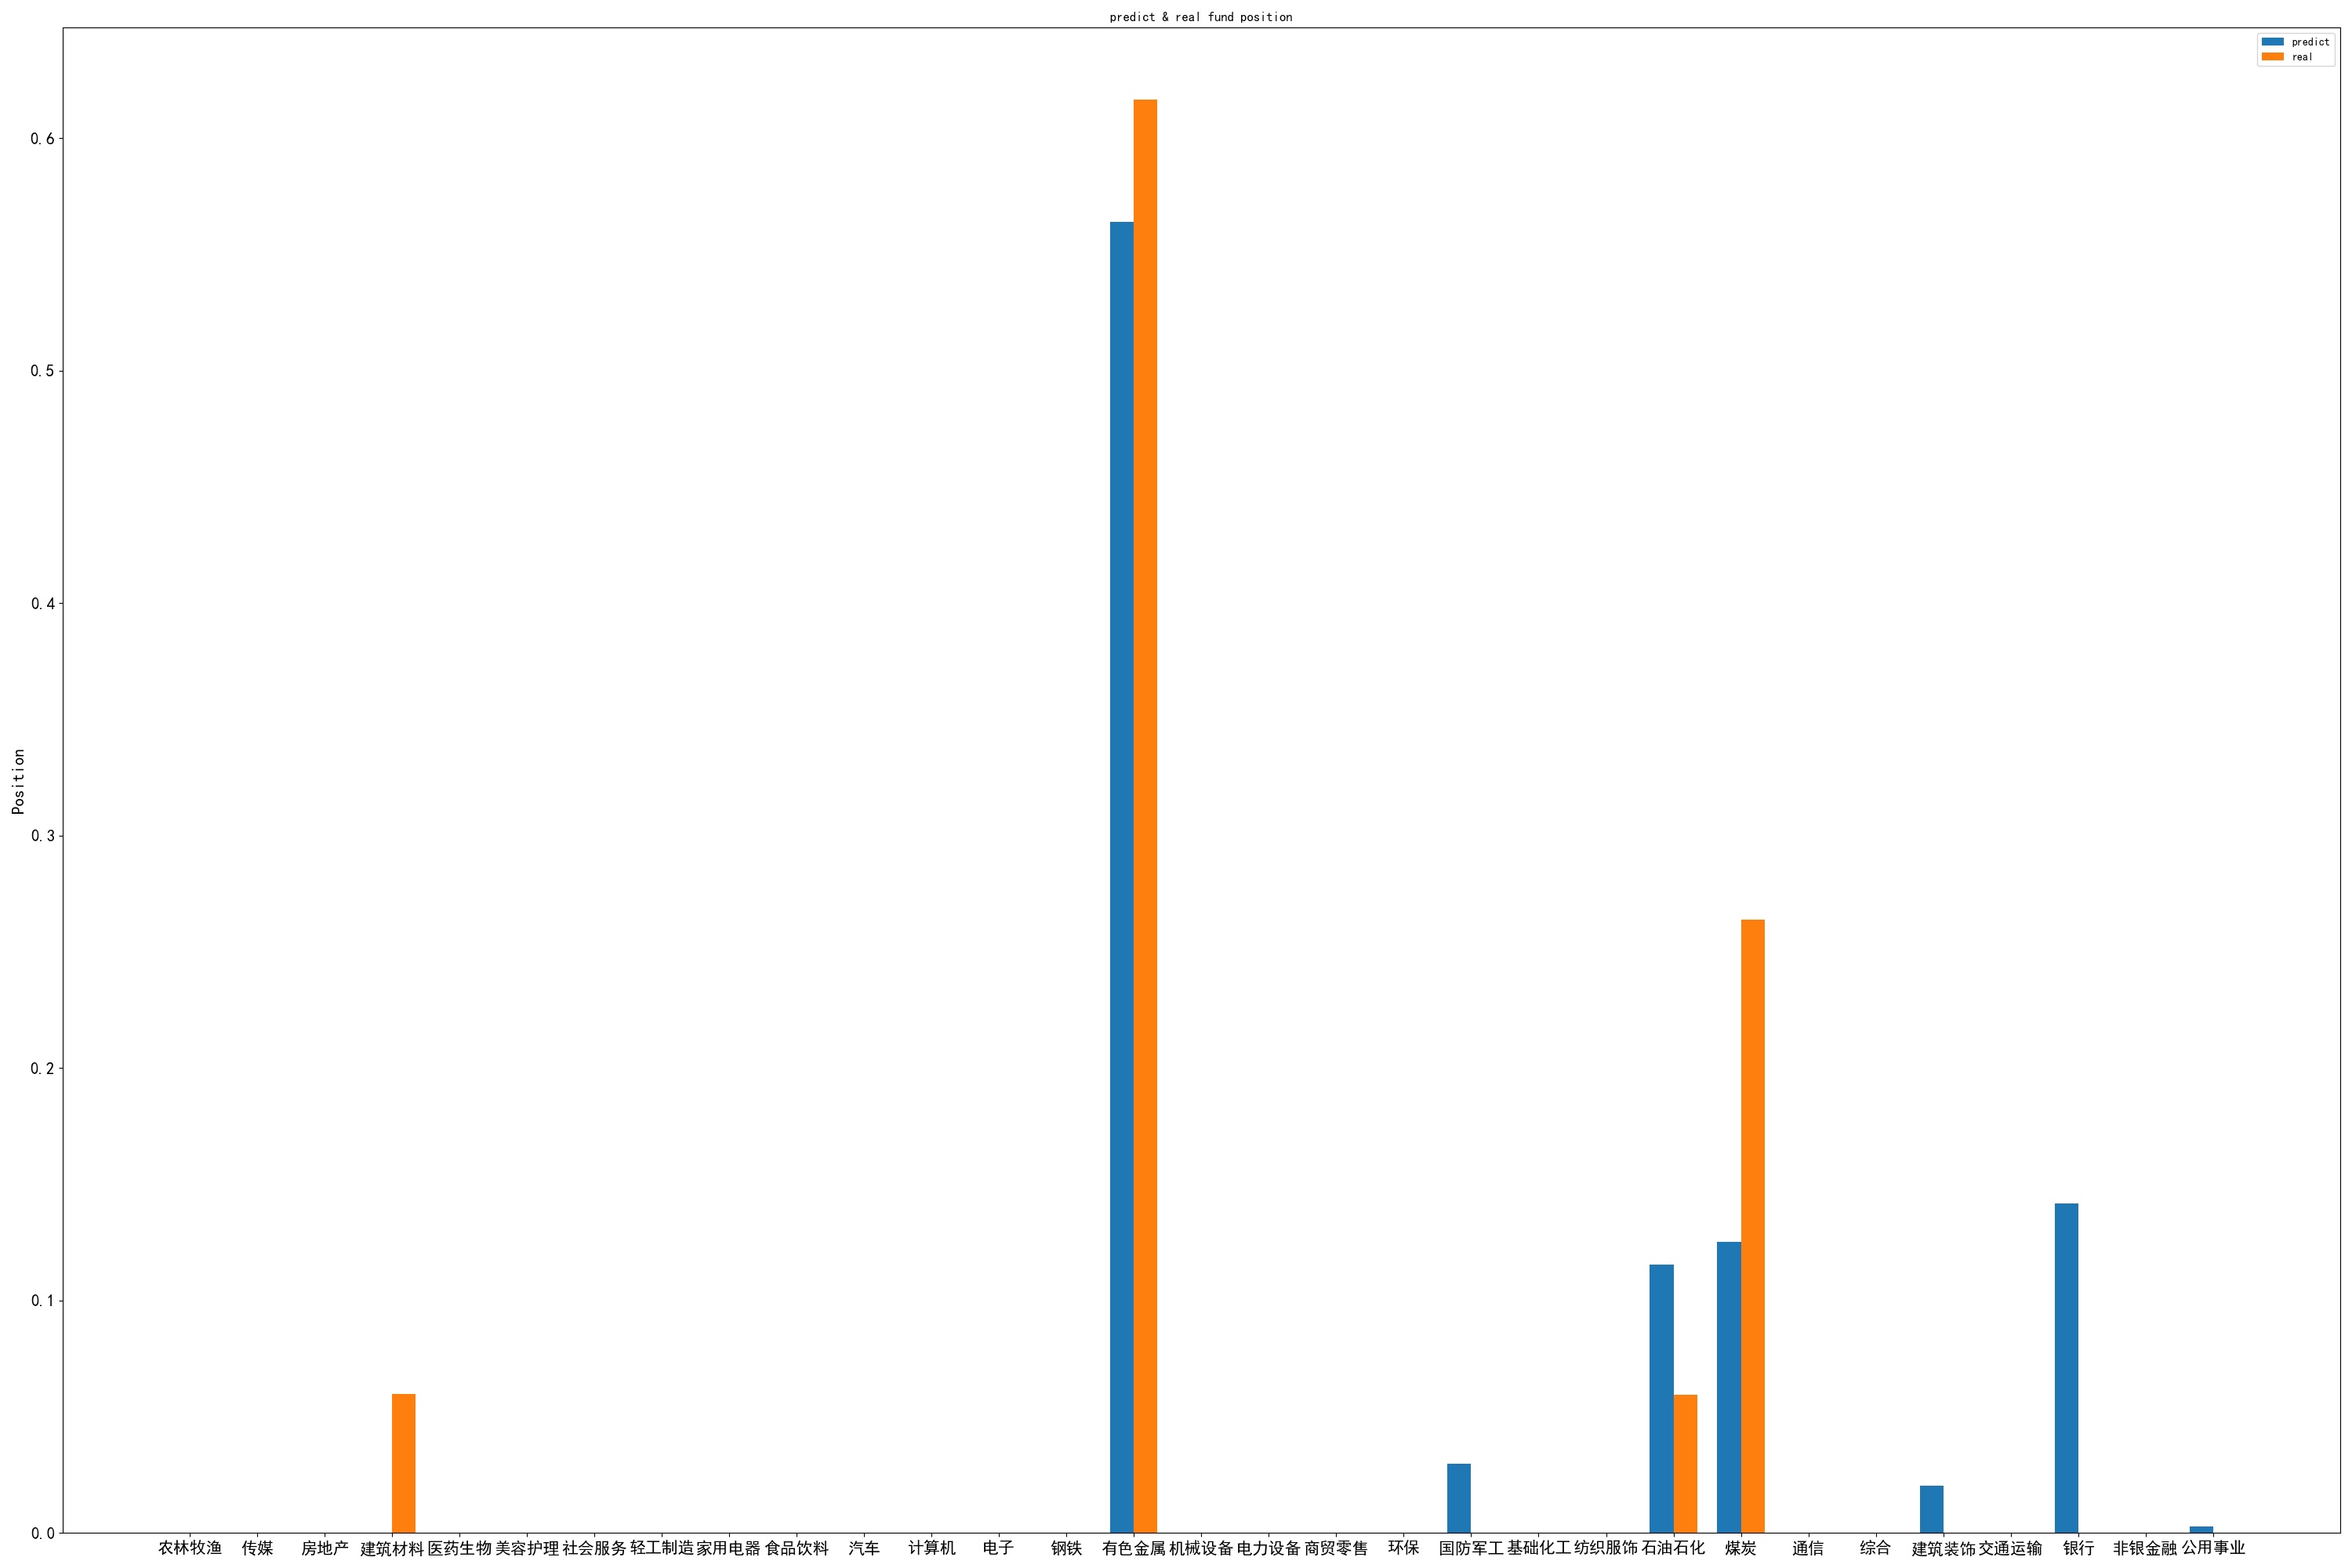 predict & real fund position
predict
real
0.6
0.5
0.4
0.3
0.2
0.1
0.0
Position
农林牧渔 传媒 房地产 建筑材料 医药生物 美容护理 社会服务 轻工制造 家用电器 食品饮料 汽车 计算机 电子 钢铁 有色金属 机械设备 电力设备 商贸零售 环保 国防军工 基础化工 纺织服饰 石油石化 煤炭 通信 综合 建筑装饰 交通运输 银行 非银金融 公用事业